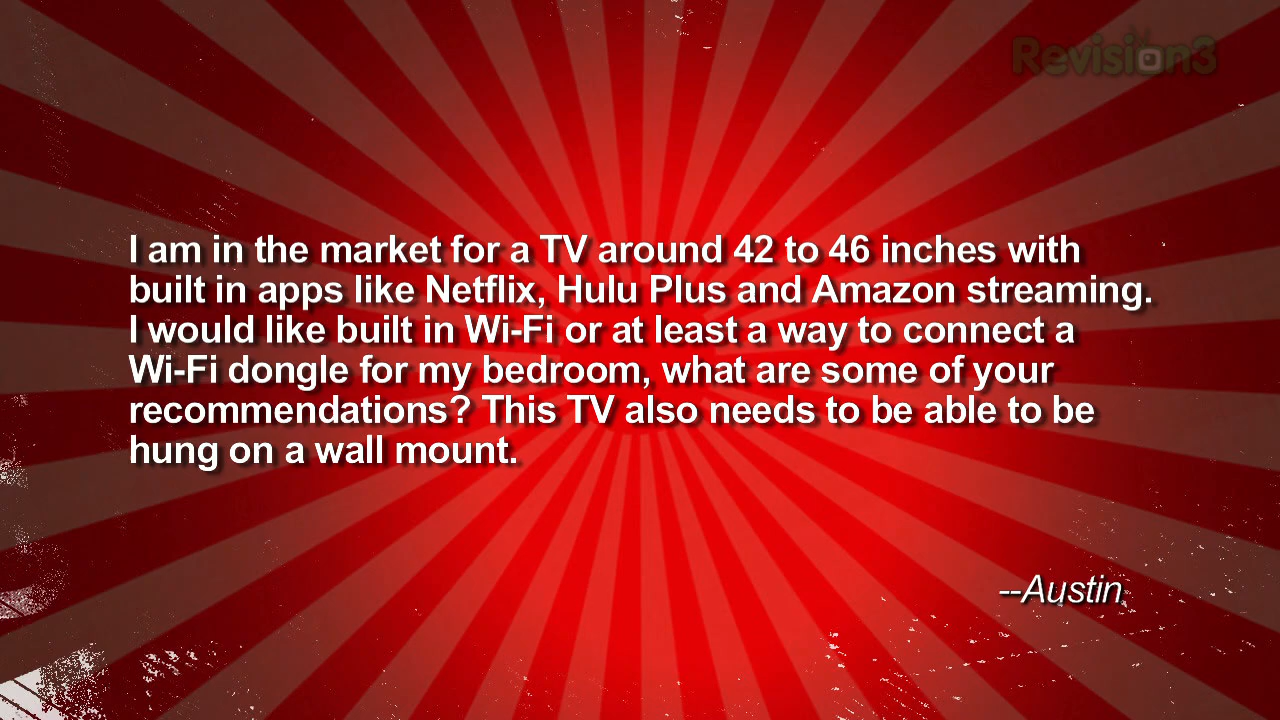 Revision3
I am in the market for a TV around 42 to 46 inches with
built in apps like Netflix, Hulu Plus and Amazon streaming.
I would like built in Wi-Fi or at least a way to connect a
Wi-Fi dongle for my bedroom, what are some of your
recommendations? This TV also needs to be able to be
hung on a wall mount.
--Austin